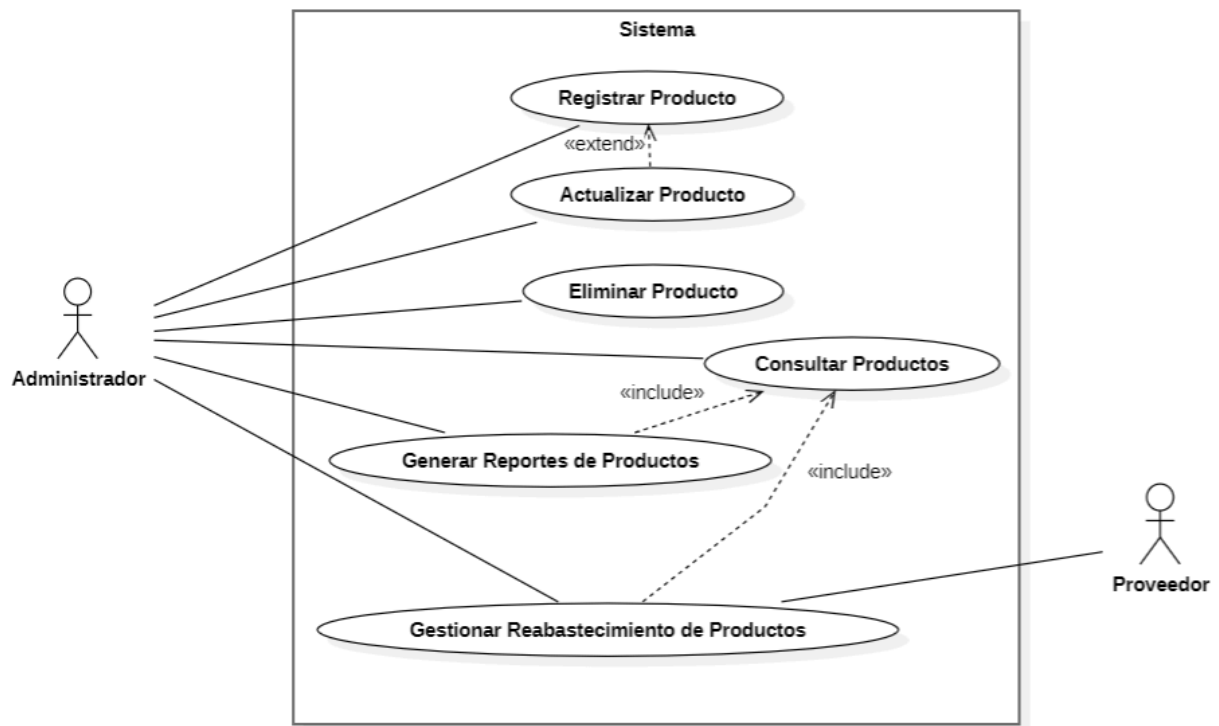 Sistema
Registrar Producto
«extend»
Actualizar Producto
Eliminar Producto
Administrador
Consultar Productos
«include»
Generar Reportes de Productos
«include»
Proveedor
Gestionar Reabastecimiento de Productos